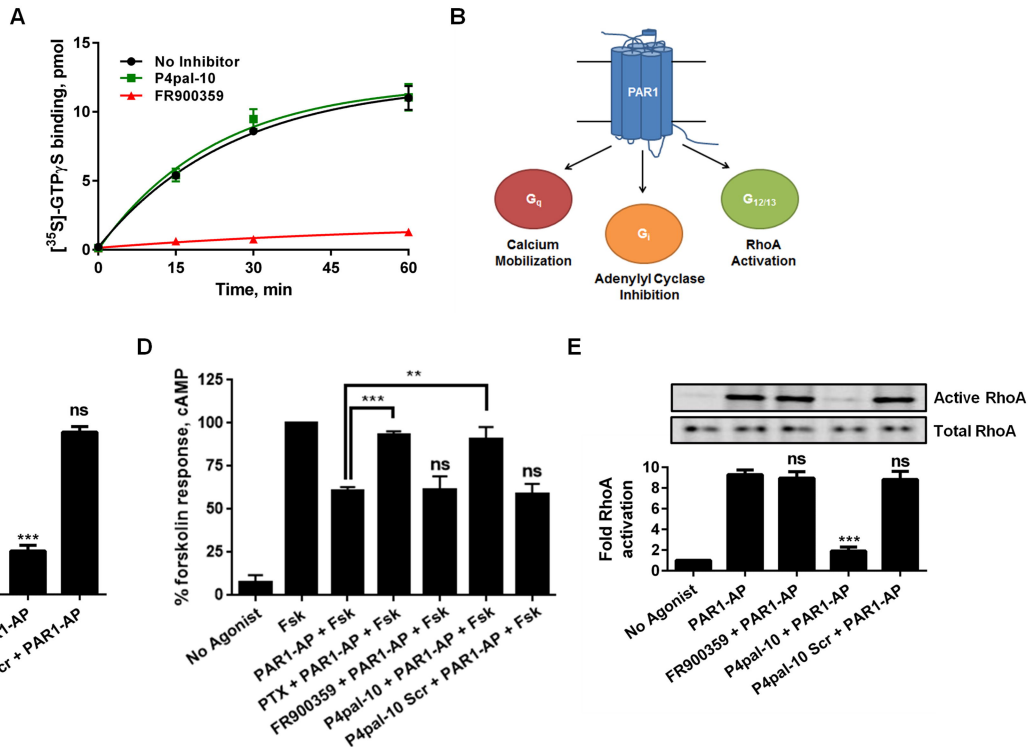 A
[³⁵S]-GTPγS binding, pmol
15
10
5
0
0
15
30
45
60
Time, min
No Inhibitor
P4pal-10
FR900359
B
PAR1
Gq
Gi
G12/13
Calcium
Mobilization
Adenylyl Cyclase
Inhibition
RhoA
Activation
***
ns
R1-AP
cr + PAR1-AP
D
% forskolin response, cAMP
125
100
75
50
25
0
***
**
ns
ns
No Agonist
Fsk
PAR1-AP + Fsk
PTX + PAR1-AP + Fsk
FR900359 + PAR1-AP + Fsk
P4pal-10 + PAR1-AP + Fsk
P4pal-10 Scr + PAR1-AP + Fsk
E
Active RhoA
Total RhoA
Fold RhoA
activation
10
8
6
4
2
0
ns
***
ns
No Agonist
PAR1-AP
FR900359 + PAR1-AP
P4pal-10 + PAR1-AP
P4pal-10 Scr + PAR1-AP